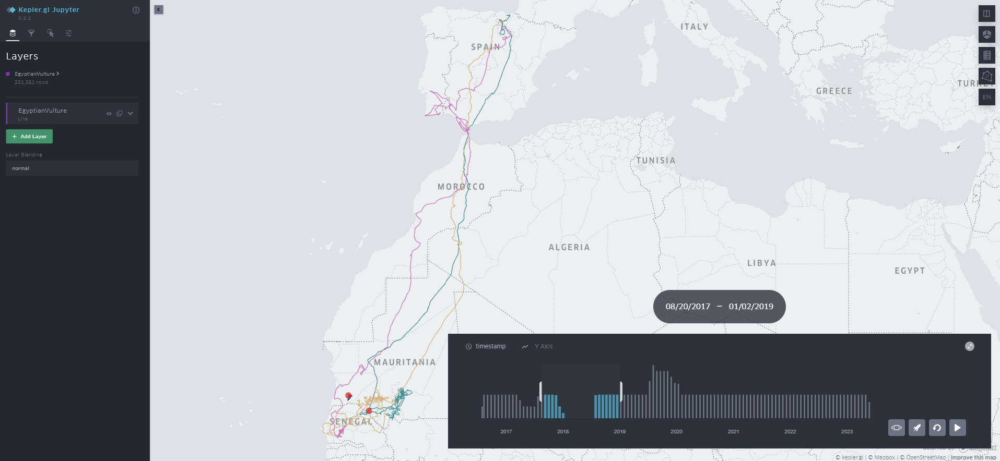 Kepler.gl Jupyter
0.3.2
Layers
EgyptianVulture
231,381 rows
EgyptianVulture
Line
+ Add Layer
Layer Blending
normal
ITALY
SPAIN
GREECE
EN
TUNISIA
MOROCCO
ALGERIA
LIBYA
EGYPT
08/20/2017 – 01/02/2019
MAURITANIA
SENEGAL
timestamp
Y Axis
2017 2018 2019 2020 2021 2022 2023
© kepler.gl | © Mapbox | © OpenStreetMap | Improve this map